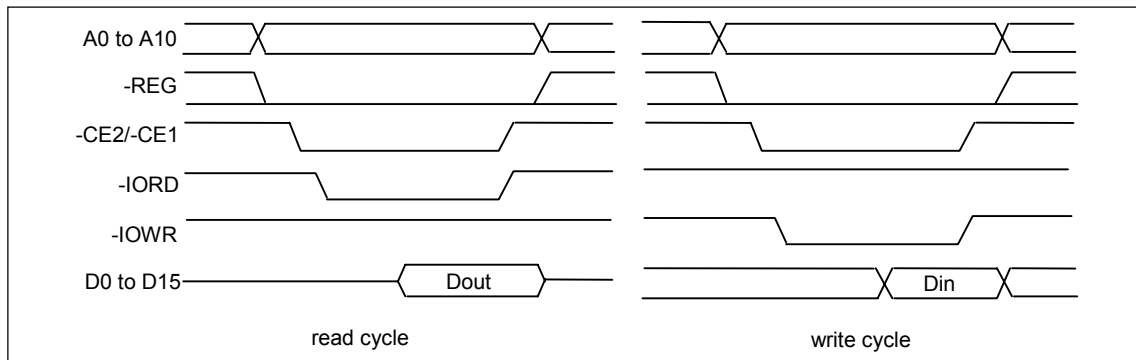 A0 to A10
-REG
-CE2/-CE1
-IORD
-IOWR
D0 to D15
Dout
Din
read cycle
write cycle